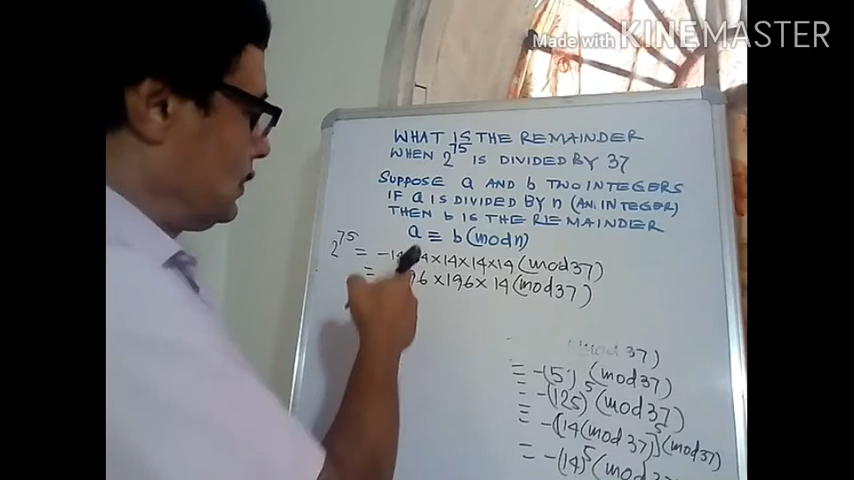 Made with KINEMASTER
WHAT IS THE REMAINDER
WHEN 2^75 IS DIVIDED BY 37
SUPPOSE a AND b TWO INTEGERS
IF a IS DIVIDED BY n (AN INTEGER)
THEN b IS THE REMAINDER
a ≡ b (mod n)
2^75 = -14 ×14×14×14 (mod 37)
= ×196×14 (mod 37)
(mod 37)
= -(5 )^5 (mod 37)
= -(125)^5 (mod 37)
= -(14 (mod 37))^5 (mod 37)
= -(14)^5 (mod